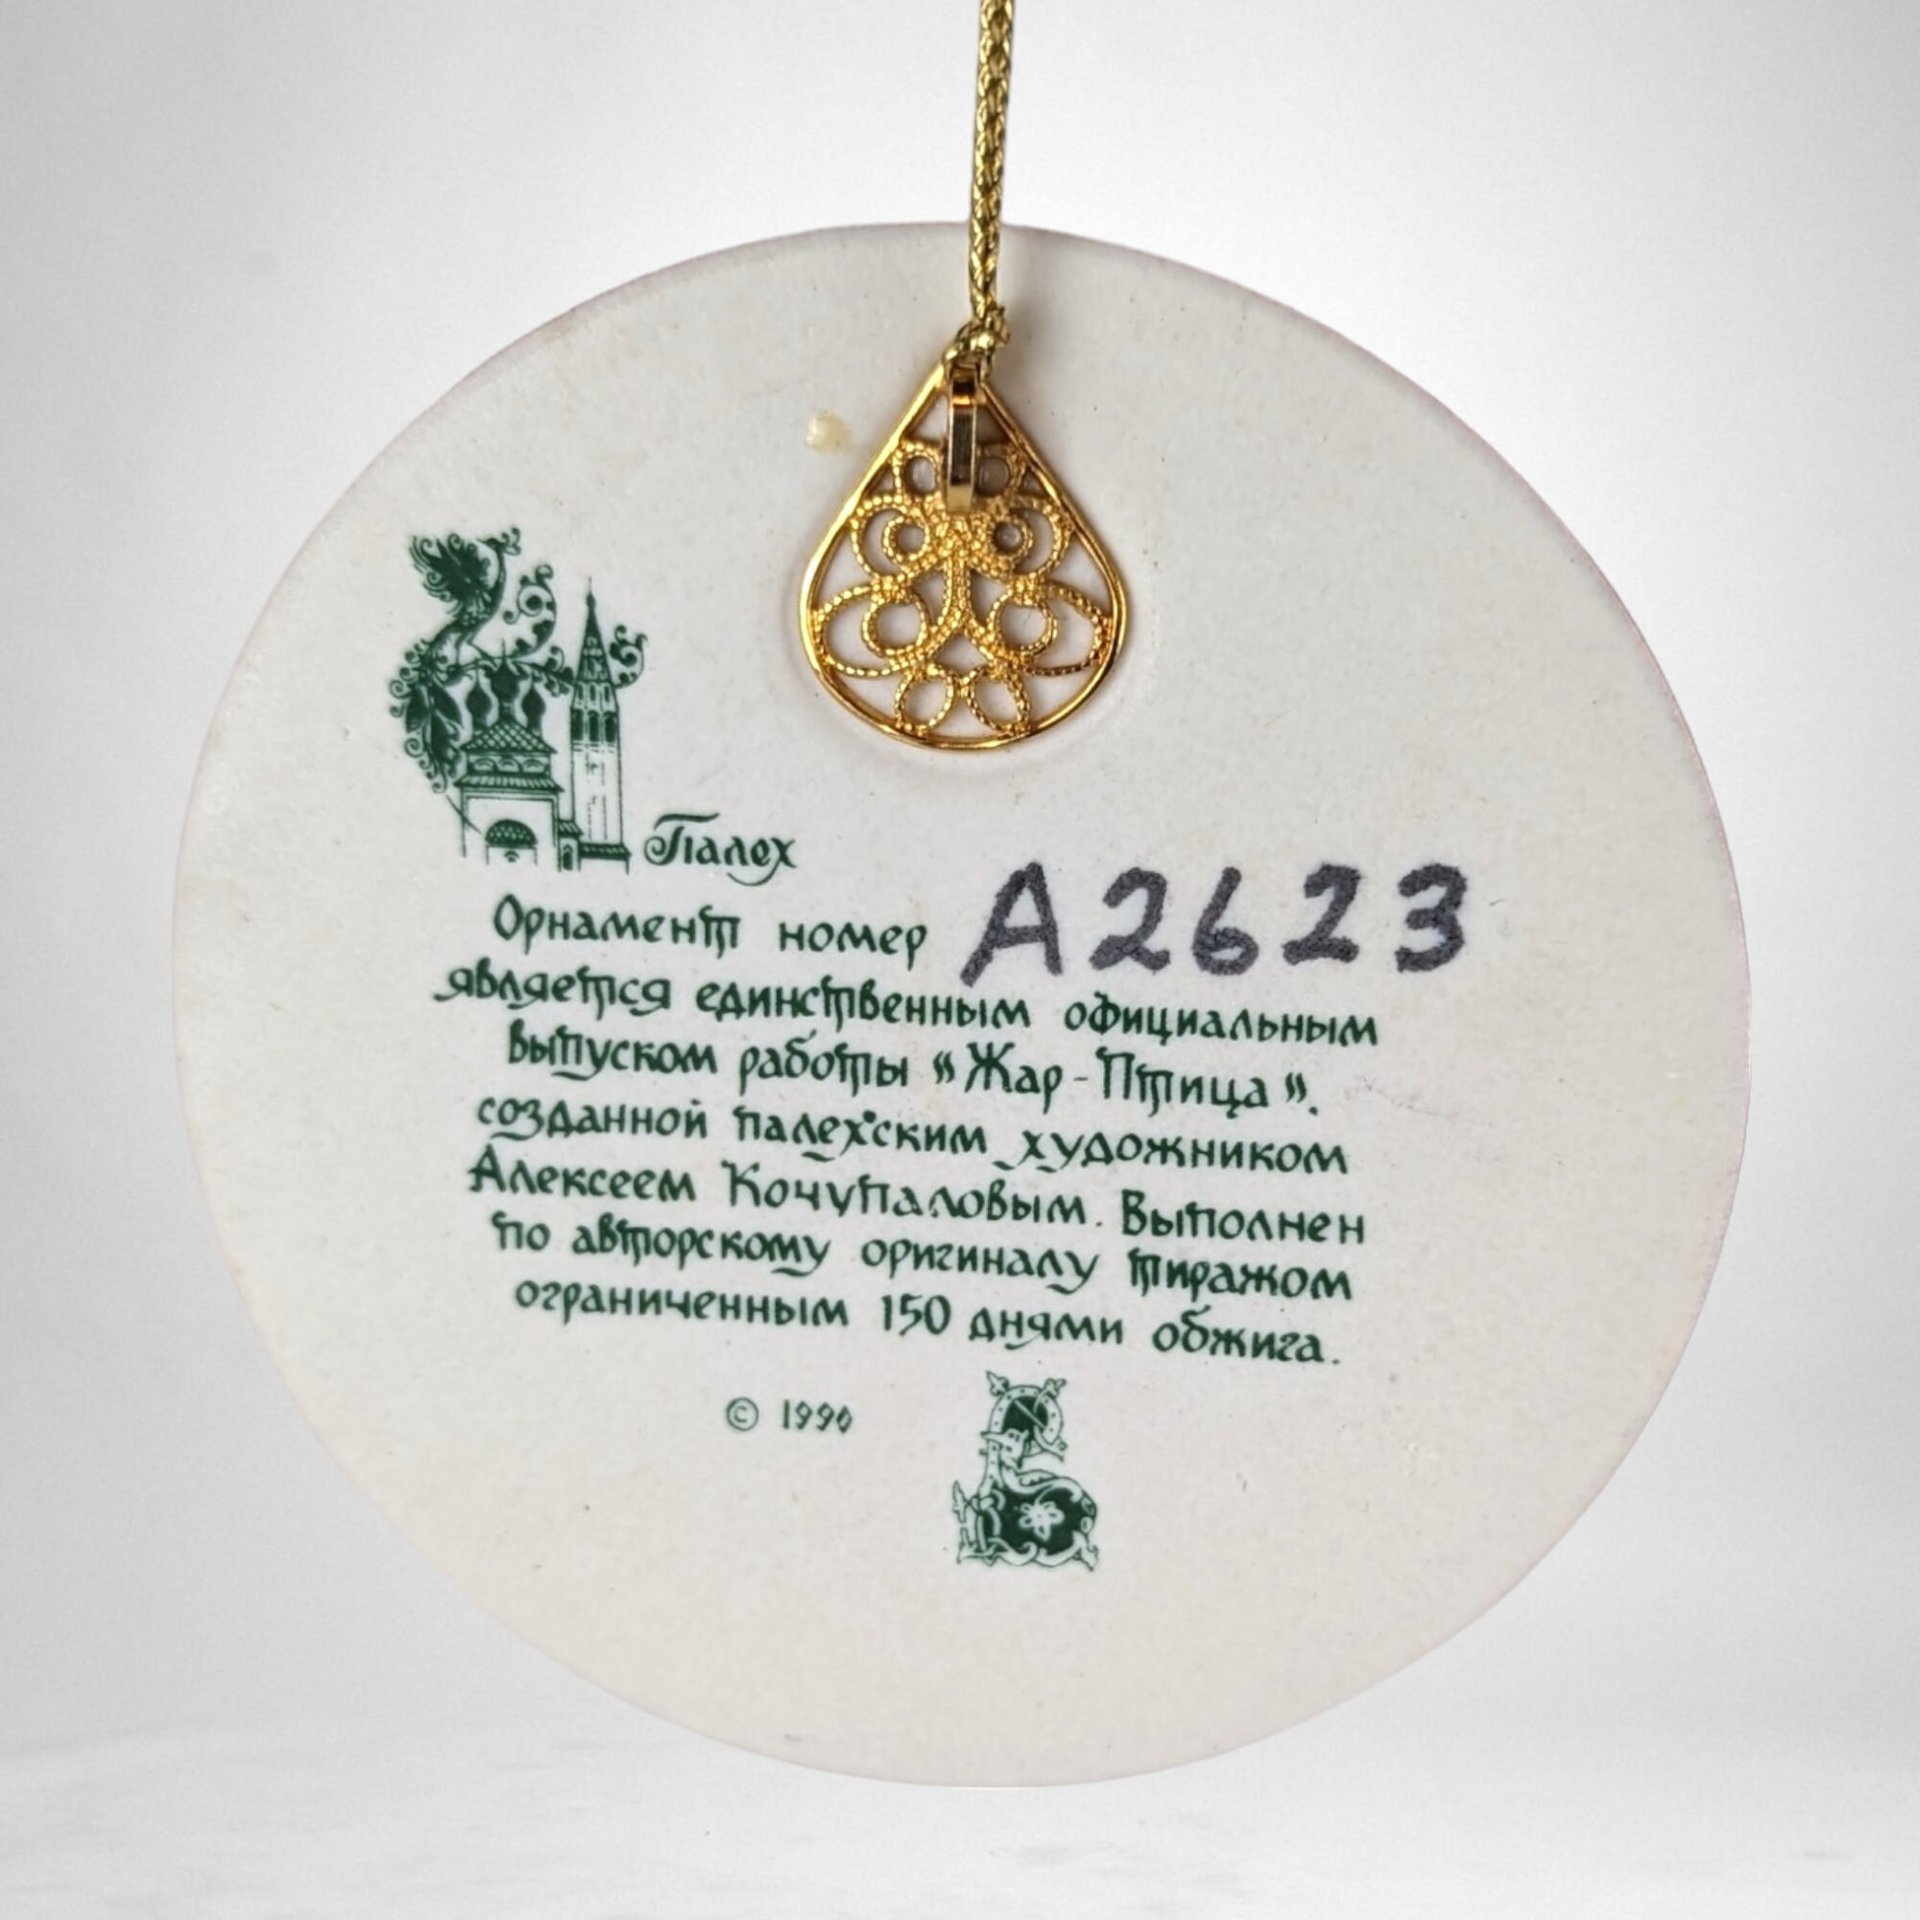 Палех
Орнамент номер A2623
является единственным официальным
выпуском работы "Жар-Птица".
созданной палехским художником
Алексеем Кочупаловым. Выполнен
по авторскому оригиналу тиражом
ограниченным 150 днями обжига.
© 1990